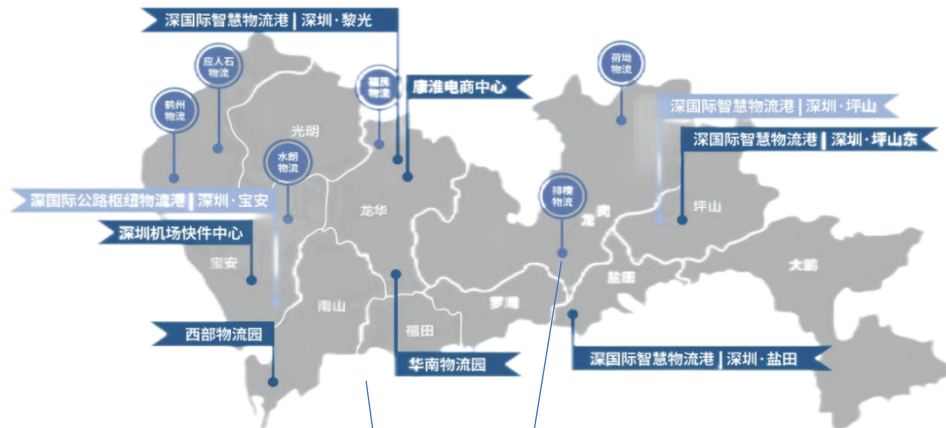 深国际智慧物流港|深圳·黎光
应人石
物流
福民
物流
荷坳
物流
康淮电商中心
鹤州
物流
深国际智慧物流港|深圳·坪山
光明
深国际智慧物流港|深圳·坪山东
水朗
物流
排榜
物流
深国际公路枢纽物流港|深圳·宝安
龙华
龙岗
坪山
深圳机场快件中心
宝安
大鹏
盐田
南山
罗湖
西部物流园
福田
华南物流园
深国际智慧物流港|深圳·盐田